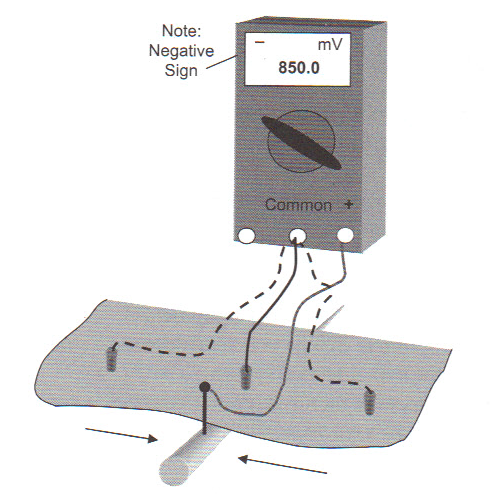 Note:
Negative
Sign
– mV
850.0
Common +